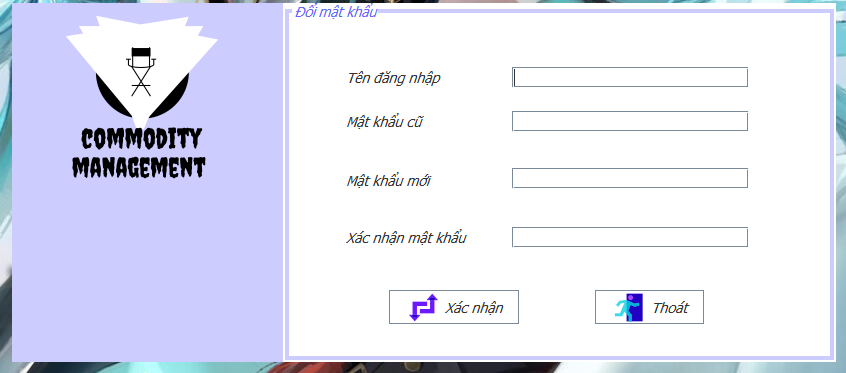 COMMODITY
MANAGEMENT
Đổi mật khẩu
Tên đăng nhập
Mật khẩu cũ
Mật khẩu mới
Xác nhận mật khẩu
Xác nhận
Thoát